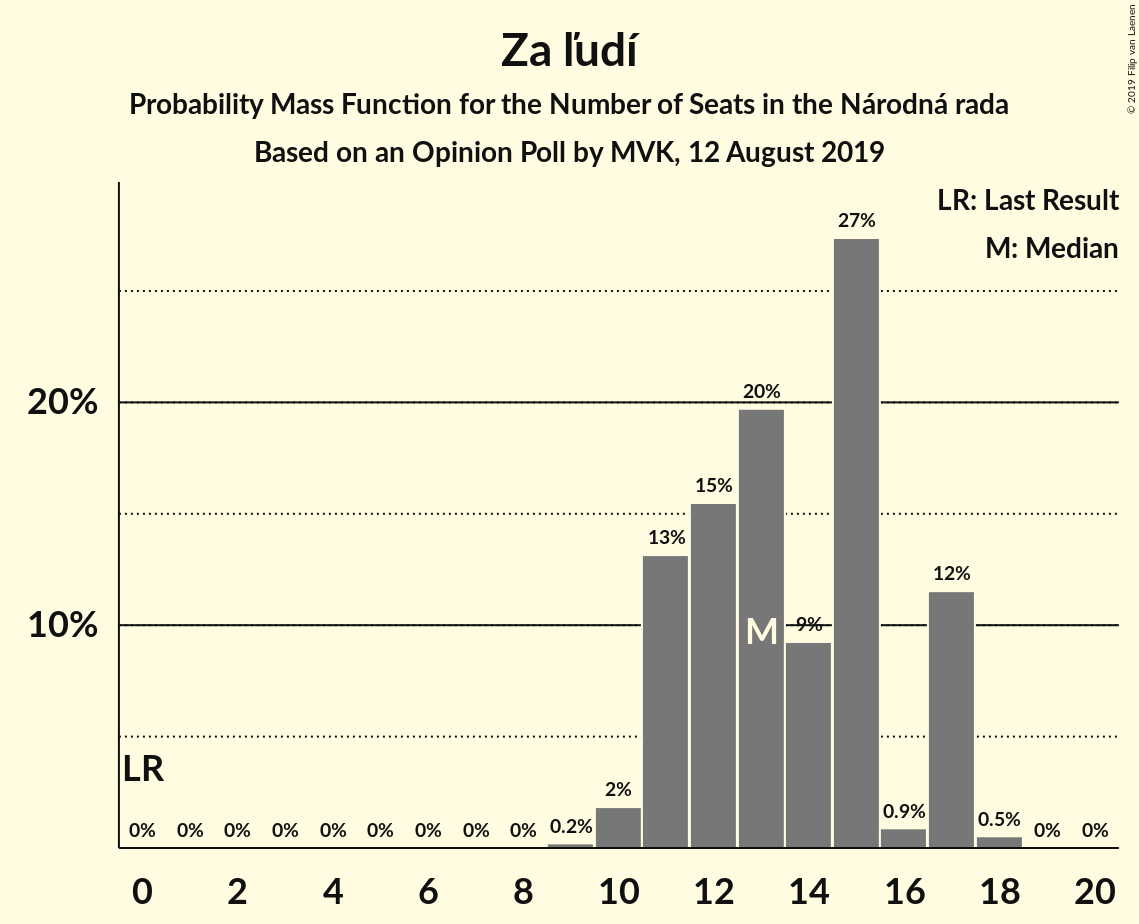 Za ľudí
Probability Mass Function for the Number of Seats in the Národná rada
Based on an Opinion Poll by MVK, 12 August 2019
© 2019 Filip van Laenen
LR: Last Result
M: Median
27%
20%
20%
15%
13%
12%
10%
M
9%
LR
2%
0% 0% 0% 0% 0% 0% 0% 0% 0% 0.2% 0.9% 0.5% 0% 0%
0 2 4 6 8 10 12 14 16 18 20